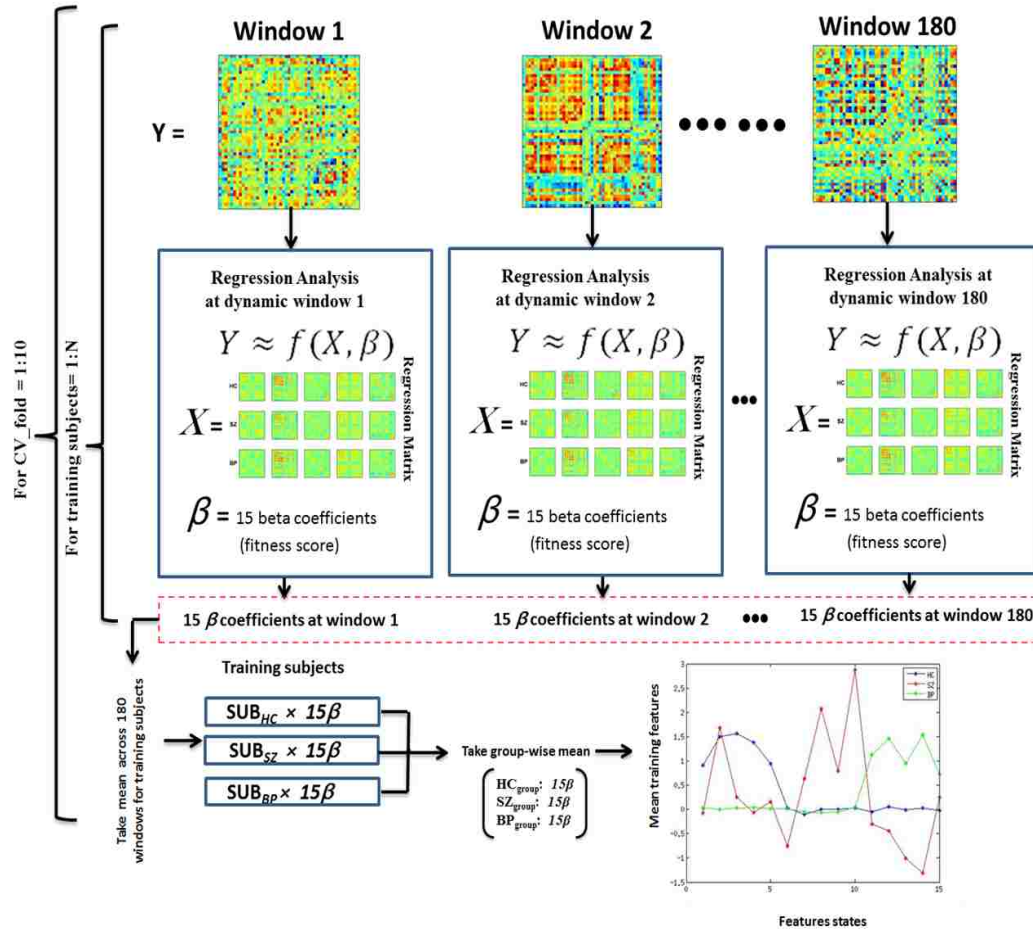 Window 1
Window 2
Window 180
Y =
For CV_fold = 1:10
For training subjects= 1:N
Regression Analysis
at dynamic window 1
Y ≈ f(X, β)
HC
SZ
BP
X =
Regression Matrix
β = 15 beta coefficients
(fitness score)
Regression Analysis
at dynamic window 2
Y ≈ f(X, β)
HC
SZ
BP
X =
Regression Matrix
β = 15 beta coefficients
(fitness score)
Regression Analysis at
dynamic window 180
Y ≈ f(X, β)
HC
SZ
BP
X =
Regression Matrix
β = 15 beta coefficients
(fitness score)
15 β coefficients at window 1
15 β coefficients at window 2
15 β coefficients at window 180
Take mean across 180
windows for training subjects
Training subjects
SUB_HC × 15β
SUB_SZ × 15β
SUB_BP × 15β
Take group-wise mean
HC_group: 15β
SZ_group: 15β
BP_group: 15β
Mean training features
3
2.5
2
1.5
1
0.5
0
-0.5
-1
-1.5
0
5
10
15
HC
SZ
BP
Features states